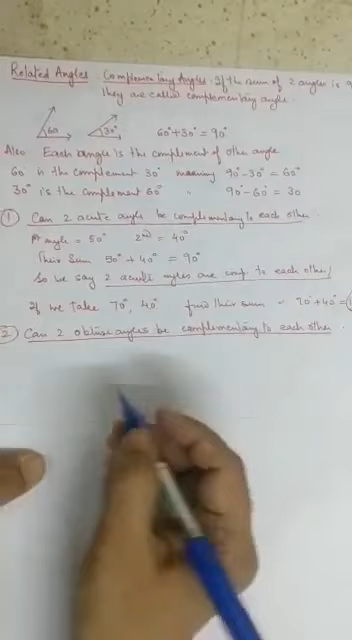 Related Angles Complementary Angles: If the sum of 2 angles is 9
they are called complementary angle.
60 30° 60°+30°=90°
Also Each angle is the complement of other angle
60 is the complement 30° meaning 90°-30°=60°
30° is the complement 60° " 90°-60°=30
① Can 2 acute angle be complementary to each other.
angle = 50° 2nd = 40°
Their sum 50°+40°=90°
So we say 2 acute angles are comp. to each other
If we take 70°, 40° find their sum - 70+40=
② Can 2 obtuse angles be complementary to each other.